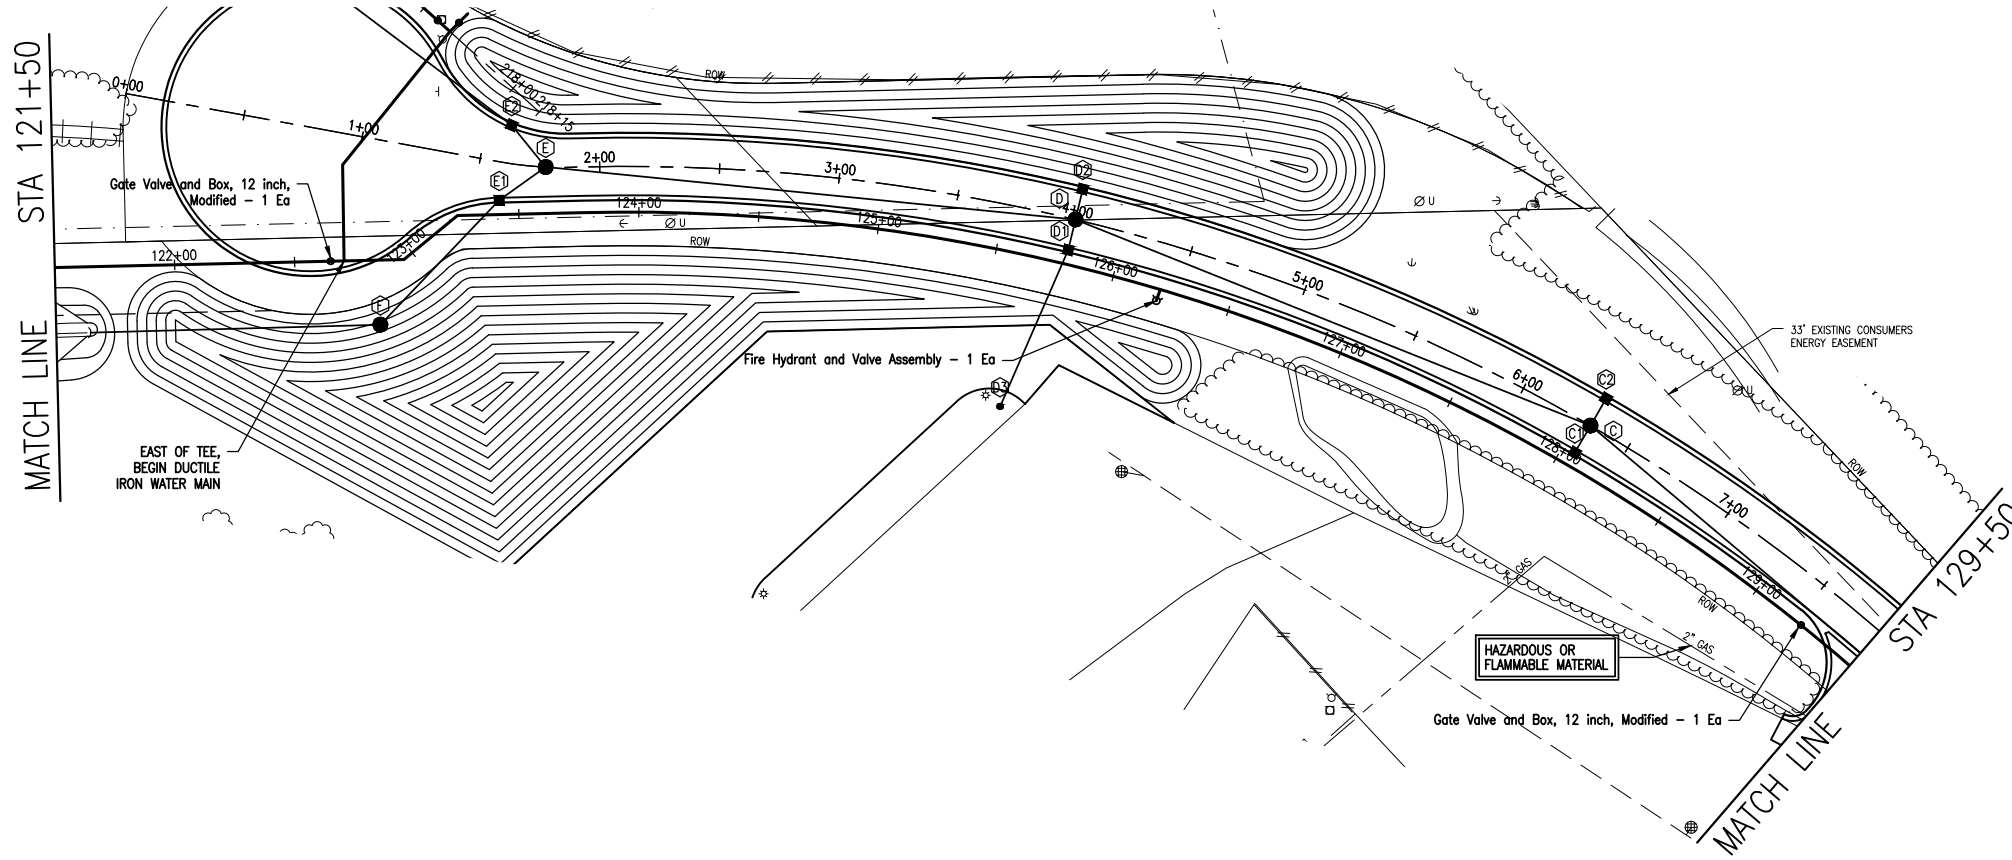 MATCH LINE STA 121+50
0+00
1+00
218+00
218+15
E2
E
E1
2+00
3+00
4+00
5+00
6+00
7+00
ROW
D2
D
D1
D3
Gate Valve and Box, 12 inch,
Modified - 1 Ea
122+00
123+00
124+00
125+00
126+00
127+00
128+00
129+00
U
ROW
U
F
Fire Hydrant and Valve Assembly - 1 Ea
EAST OF TEE,
BEGIN DUCTILE
IRON WATER MAIN
C2
C
C1
33' EXISTING CONSUMERS
ENERGY EASEMENT
U
ROW
2" GAS
ROW
2" GAS
HAZARDOUS OR
FLAMMABLE MATERIAL
Gate Valve and Box, 12 inch, Modified - 1 Ea
MATCH LINE STA 129+50